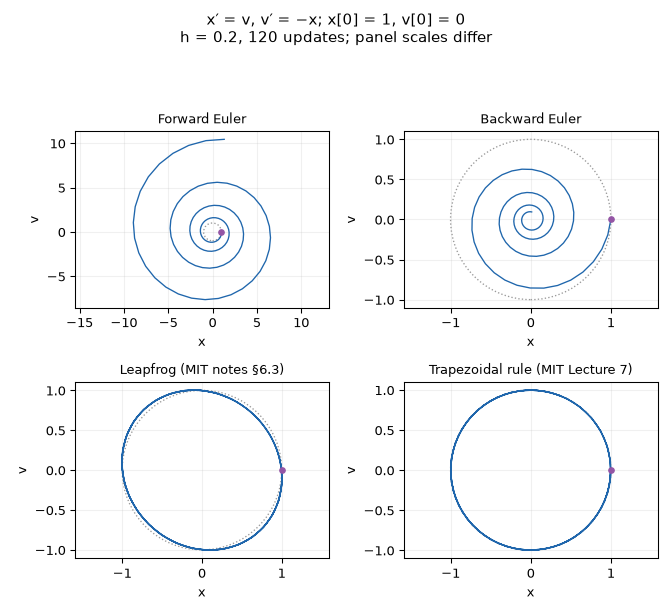 x′ = v, v′ = −x; x[0] = 1, v[0] = 0
h = 0.2, 120 updates; panel scales differ
Forward Euler
10
5
0
−5
v
−15
−10
−5
0
5
10
x
Backward Euler
1.0
0.5
0.0
−0.5
−1.0
v
−1
0
1
x
Leapfrog (MIT notes §6.3)
1.0
0.5
0.0
−0.5
−1.0
v
−1
0
1
x
Trapezoidal rule (MIT Lecture 7)
1.0
0.5
0.0
−0.5
−1.0
v
−1
0
1
x